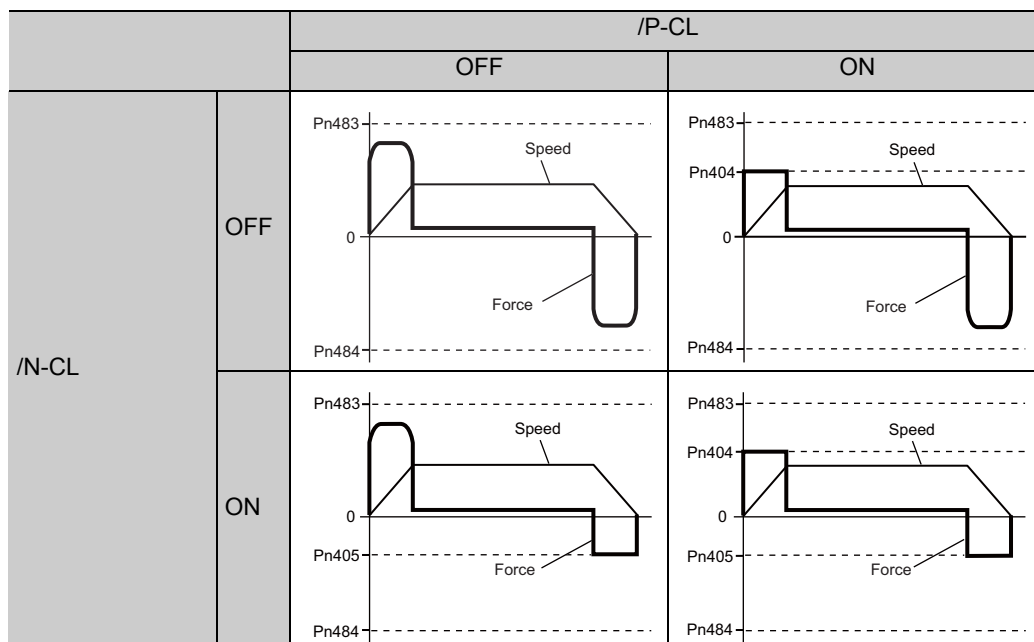 /P-CL
OFF
ON
/N-CL
OFF
Pn483
Speed
0
Force
Pn484
Pn483
Pn404
Speed
0
Force
Pn484
ON
Pn483
Speed
0
Pn405
Force
Pn484
Pn483
Pn404
Speed
0
Pn405
Force
Pn484